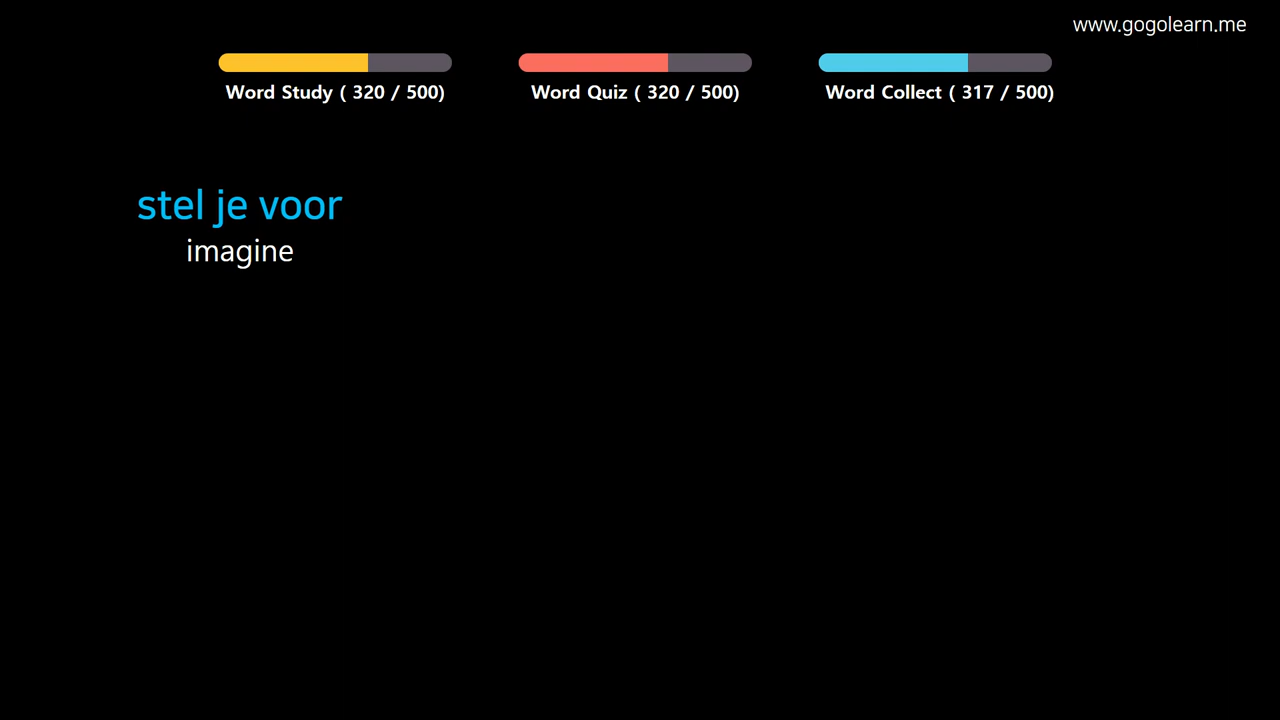 www.gogolearn.me
Word Study ( 320 / 500)
Word Quiz ( 320 / 500)
Word Collect ( 317 / 500)
stel je voor
imagine